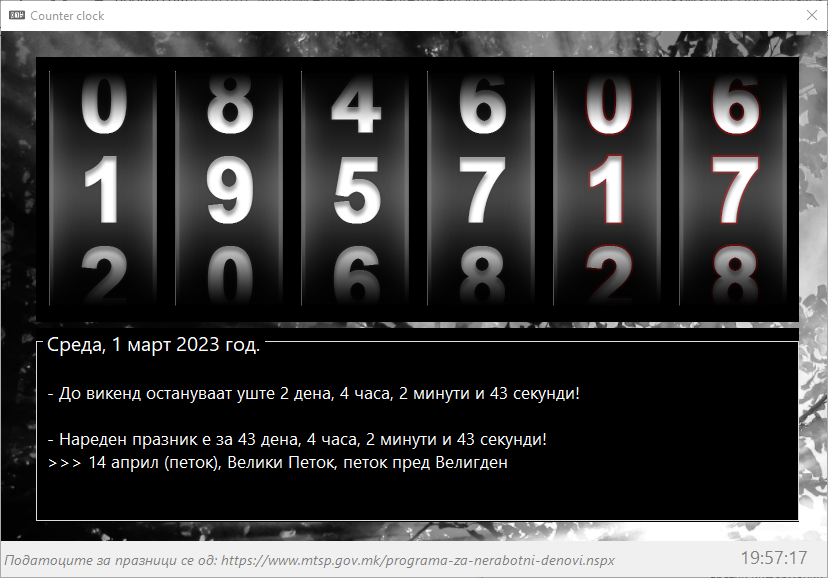 Counter clock
0 8 4 6 0 6
1 9 5 7 1 7
2 0 6 8 2 8
Среда, 1 март 2023 год.
- До викенд остануваат уште 2 дена, 4 часа, 2 минути и 43 секунди!
- Нареден празник е за 43 дена, 4 часа, 2 минути и 43 секунди!
>>> 14 април (петок), Велики Петок, петок пред Велигден
Податоците за празници се од: https://www.mtsp.gov.mk/programa-za-nerabotni-denovi.nspx
19:57:17